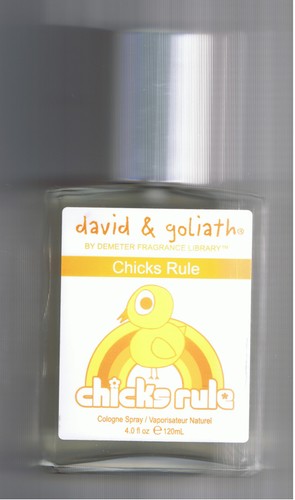 david & goliath®
BY DEMETER FRAGRANCE LIBRARY™
Chicks Rule
chicks rule
Cologne Spray / Vaporisateur Naturel
4.0 fl oz ℮ 120mL